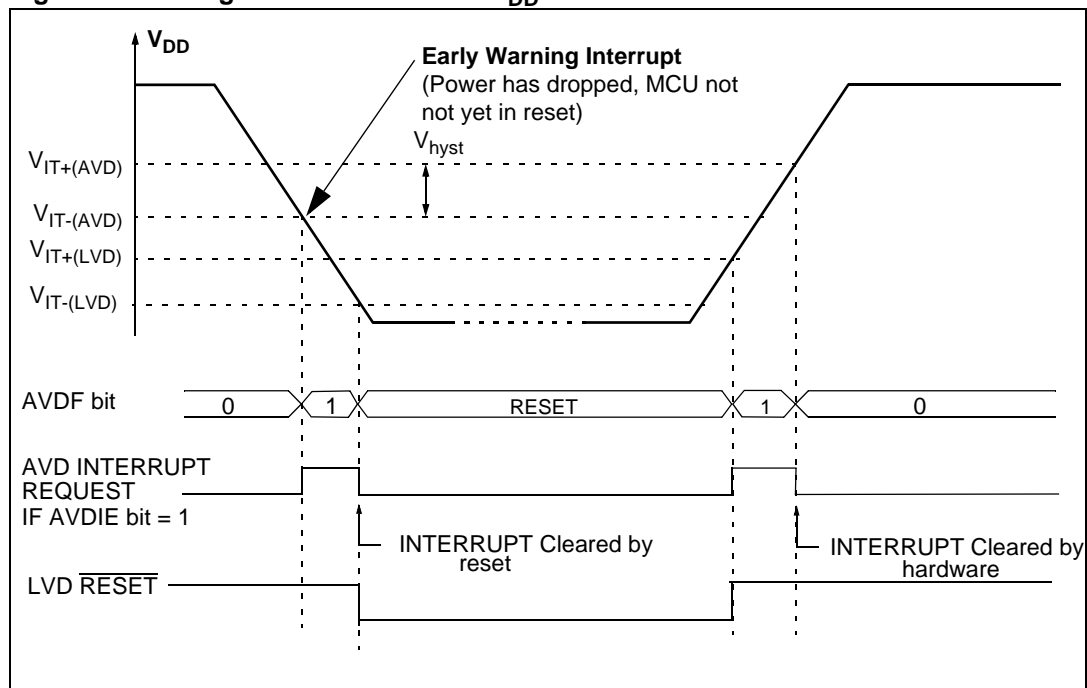 V_DD
Early Warning Interrupt
(Power has dropped, MCU not
not yet in reset)
V_hyst
V_IT+(AVD)
V_IT-(AVD)
V_IT+(LVD)
V_IT-(LVD)
AVDF bit
0
1
RESET
1
0
AVD INTERRUPT
REQUEST
IF AVDIE bit = 1
INTERRUPT Cleared by
reset
INTERRUPT Cleared by
hardware
LVD RESET